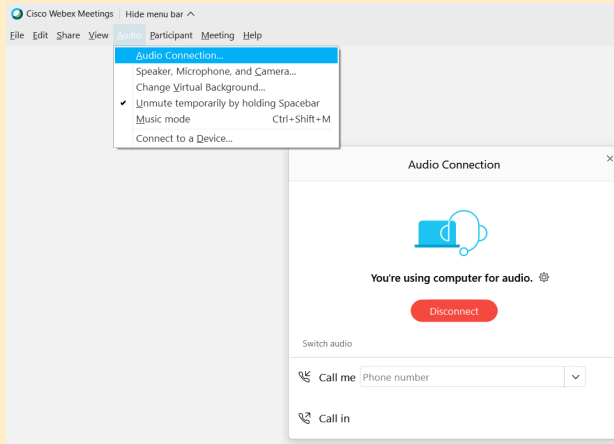 Cisco Webex Meetings Hide menu bar
File Edit Share View Audio Participant Meeting Help
Audio Connection...
Speaker, Microphone, and Camera...
Change Virtual Background...
Unmute temporarily by holding Spacebar
Music mode Ctrl+Shift+M
Connect to a Device...
Audio Connection
You're using computer for audio.
Disconnect
Switch audio
Call me Phone number
Call in